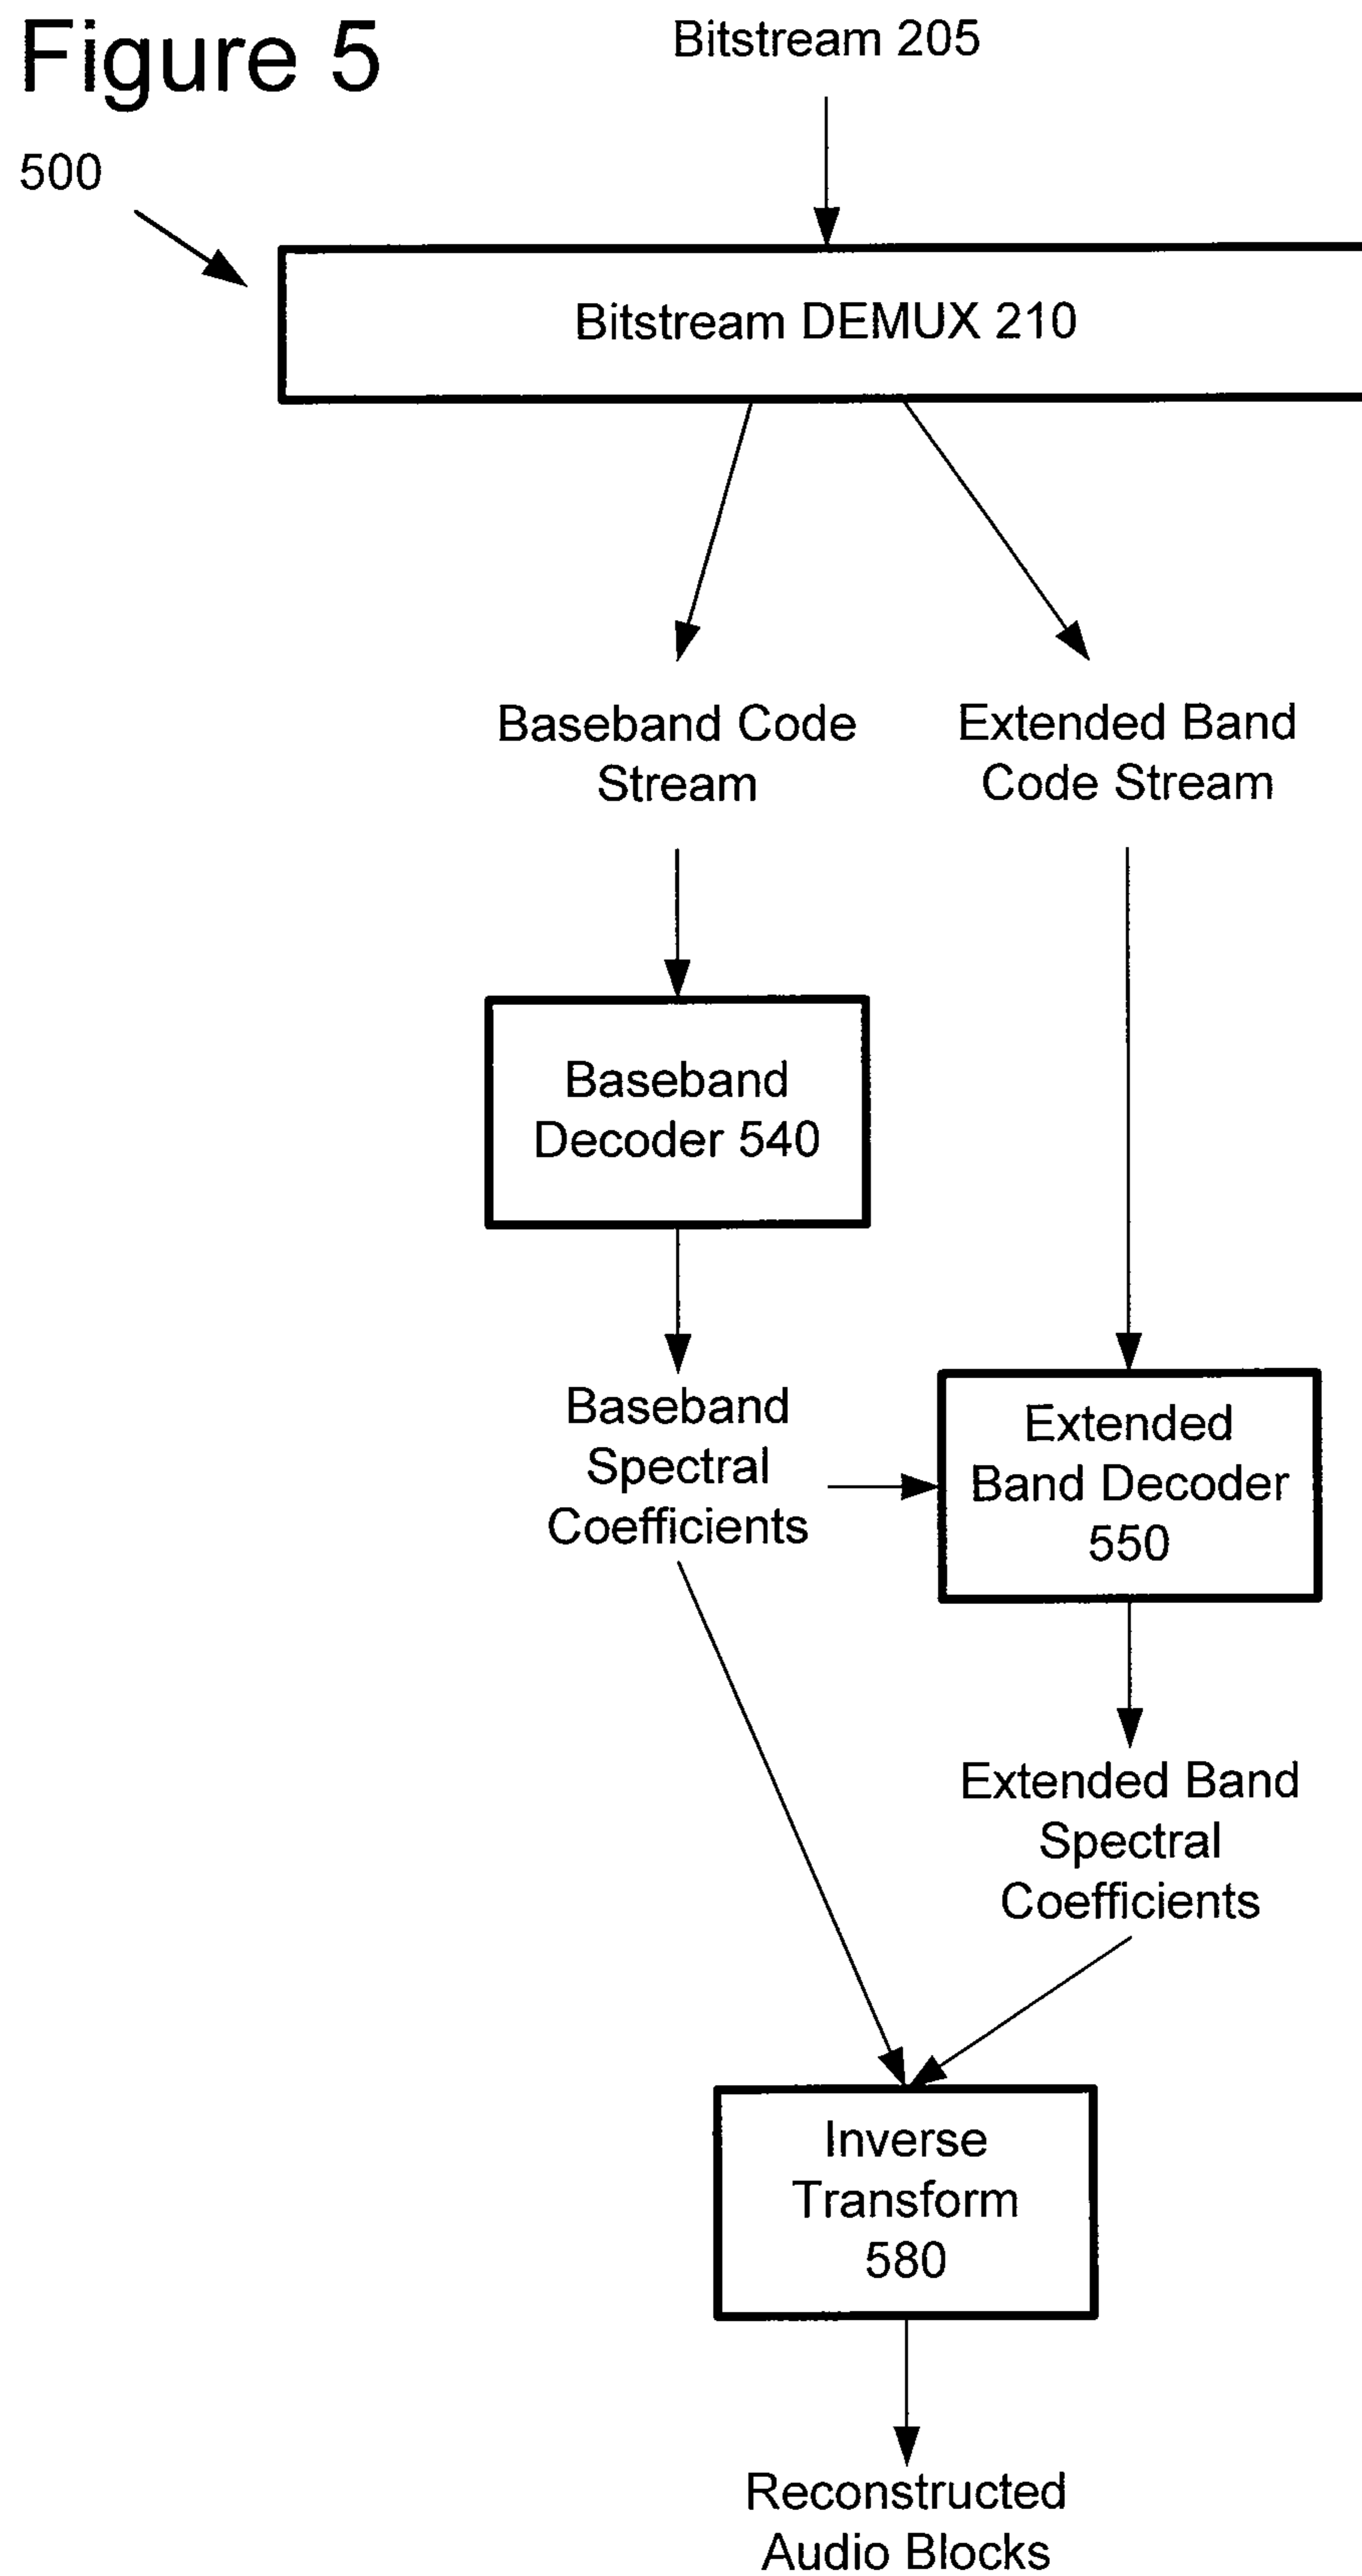 Figure 5
Bitstream 205
500
Bitstream DEMUX 210
Baseband Code
Stream
Extended Band
Code Stream
Baseband
Decoder 540
Baseband
Spectral
Coefficients
Extended
Band Decoder
550
Extended Band
Spectral
Coefficients
Inverse
Transform
580
Reconstructed
Audio Blocks